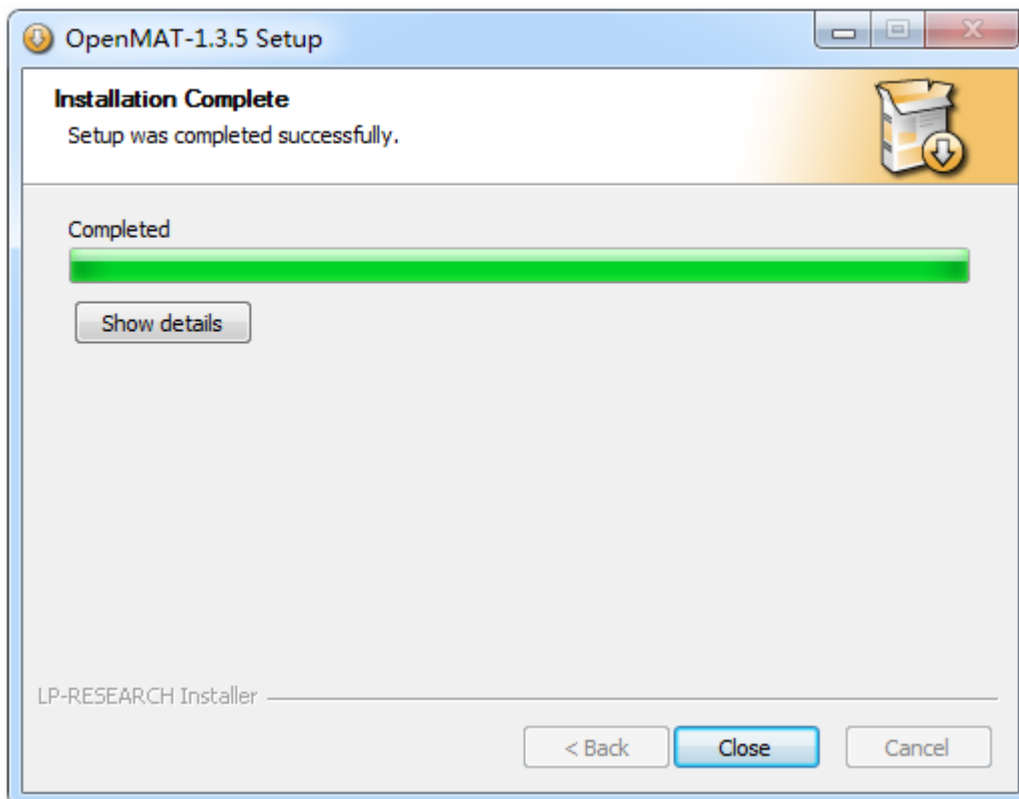 OpenMAT-1.3.5 Setup
Installation Complete
Setup was completed successfully.
Completed
Show details
LP-RESEARCH Installer
< Back
Close
Cancel